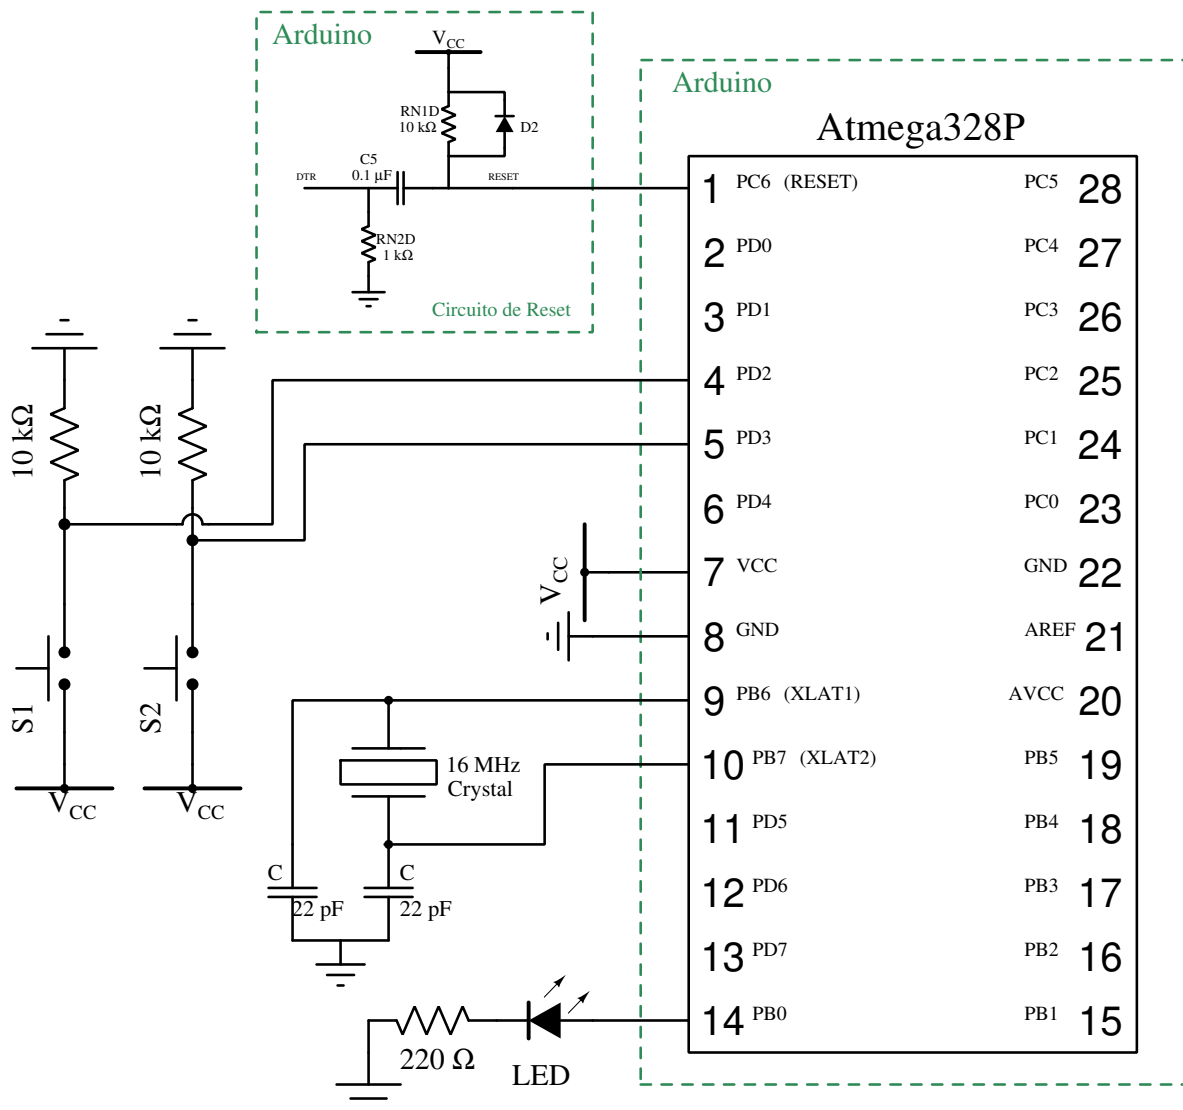 Arduino
V_CC
RN1D
10 kΩ
D2
C5
0.1 µF
DTR
RESET
RN2D
1 kΩ
Circuito de Reset
Arduino
Atmega328P
1 PC6 (RESET) PC5 28
2 PD0 PC4 27
3 PD1 PC3 26
4 PD2 PC2 25
5 PD3 PC1 24
6 PD4 PC0 23
7 VCC GND 22
8 GND AREF 21
9 PB6 (XLAT1) AVCC 20
10 PB7 (XLAT2) PB5 19
11 PD5 PB4 18
12 PD6 PB3 17
13 PD7 PB2 16
14 PB0 PB1 15
10 kΩ
10 kΩ
S1
S2
V_CC
V_CC
V_CC
16 MHz
Crystal
C
22 pF
C
22 pF
220 Ω
LED